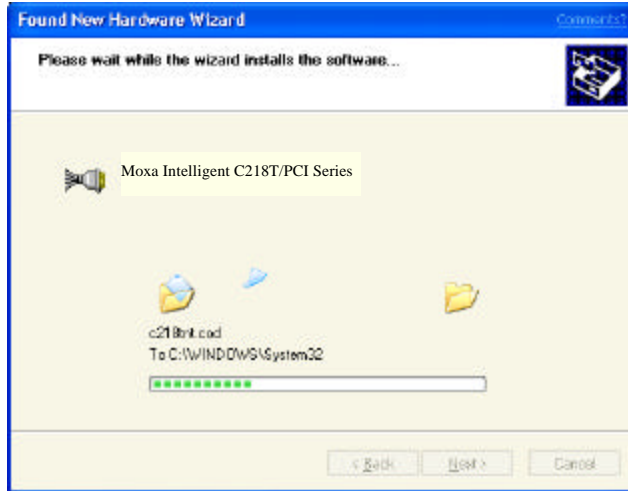 Found New Hardware Wizard
Comments?
Please wait while the wizard installs the software...
Moxa Intelligent C218T/PCI Series
c218tnt.cod
To C:\WINDOWS\System32
< Back
Next >
Cancel